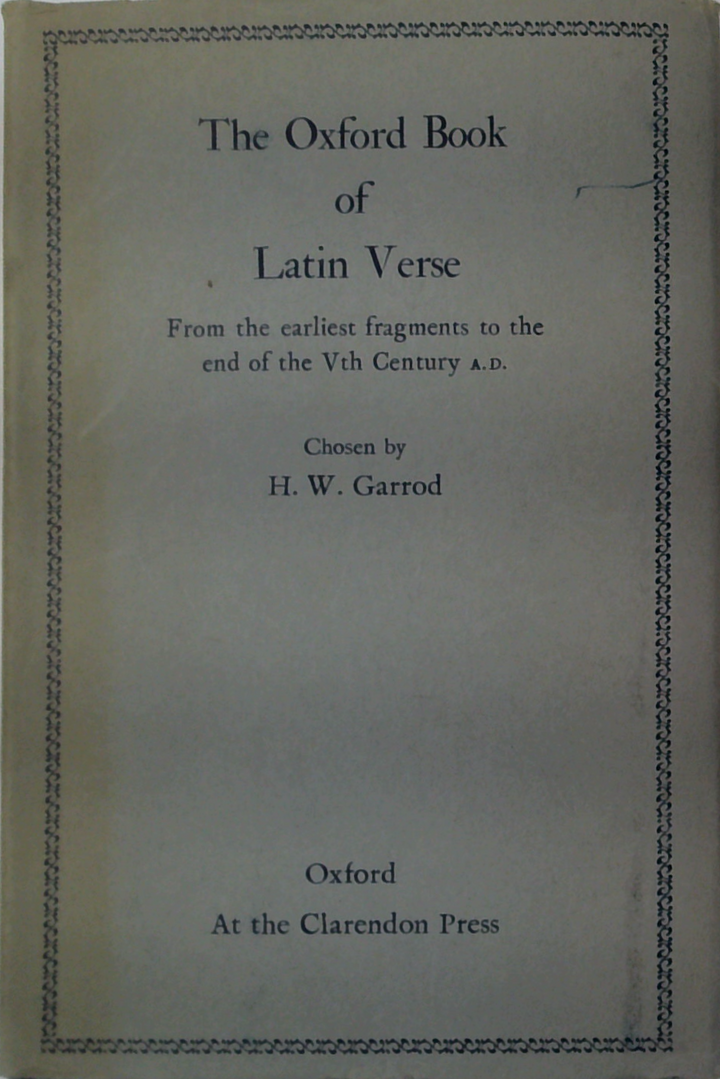 The Oxford Book
of
Latin Verse
From the earliest fragments to the
end of the Vth Century A.D.
Chosen by
H. W. Garrod
Oxford
At the Clarendon Press